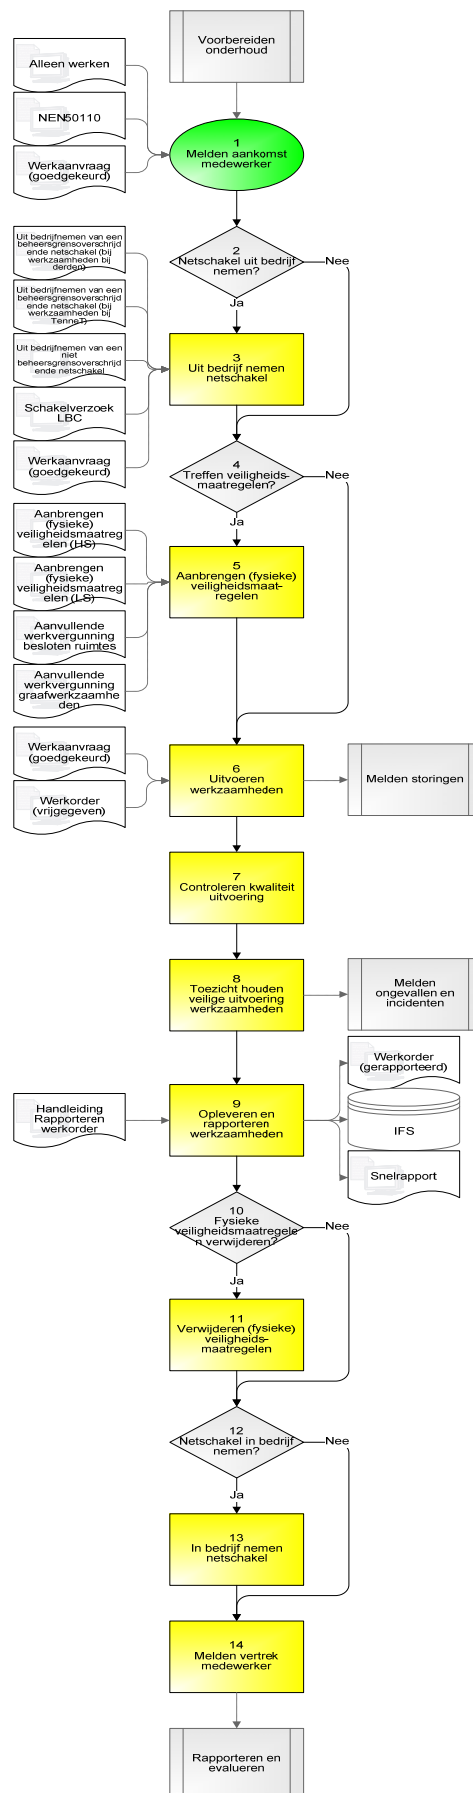 Voorbereiden
onderhoud
Alleen werken
NEN50110
Werkaanvraag
(goedgekeurd)
1
Melden aankomst
medewerker
2
Netschakel uit bedrijf
nemen?
Nee
Ja
Uit bedrijfnemen van een
beheersgrensoverschrijd
ende netschakel (bij
werkzaamheden bij
derden)
Uit bedrijfnemen van een
beheersgrensoverschrijd
ende netschakel (bij
werkzaamheden bij
TenneT)
Uit bedrijfnemen van een
niet
beheersgrensoverschrijd
ende netschakel
Schakelverzoek
LBC
Werkaanvraag
(goedgekeurd)
3
Uit bedrijf nemen
netschakel
4
Treffen veiligheids-
maatregelen?
Nee
Ja
Aanbrengen
(fysieke)
veiligheidsmaatreg
elen (HS)
Aanbrengen
(fysieke)
veiligheidsmaatreg
elen (LS)
Aanvullende
werkvergunning
besloten ruimtes
Aanvullende
werkvergunning
graafwerkzaamhe
den
5
Aanbrengen (fysieke)
veiligheidsmaat-
regelen
Werkaanvraag
(goedgekeurd)
Werkorder
(vrijgegeven)
6
Uitvoeren
werkzaamheden
Melden storingen
7
Controleren kwaliteit
uitvoering
8
Toezicht houden
veilige uitvoering
werkzaamheden
Melden
ongevallen en
incidenten
Handleiding
Rapporteren
werkorder
9
Opleveren en
rapporteren
werkzaamheden
Werkorder
(gerapporteerd)
IFS
Snelrapport
10
Fysieke
veiligheidsmaatregele
n verwijderen?
Nee
Ja
11
Verwijderen (fysieke)
veiligheids-
maatregelen
12
Netschakel in bedrijf
nemen?
Nee
Ja
13
In bedrijf nemen
netschakel
14
Melden vertrek
medewerker
Rapporteren en
evalueren